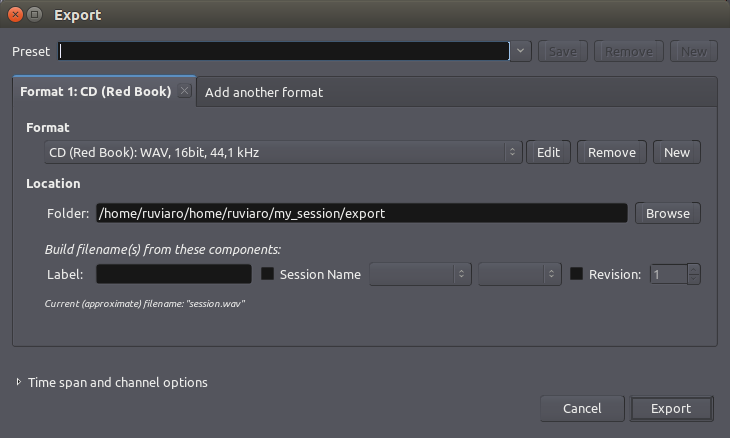 Export
Preset Save Remove New
Format 1: CD (Red Book) Add another format
Format
CD (Red Book): WAV, 16bit, 44,1 kHz Edit Remove New
Location
Folder: /home/ruviaro/home/ruviaro/my_session/export Browse
Build filename(s) from these components:
Label: Session Name Revision: 1
Current (approximate) filename: "session.wav"
Time span and channel options
Cancel Export